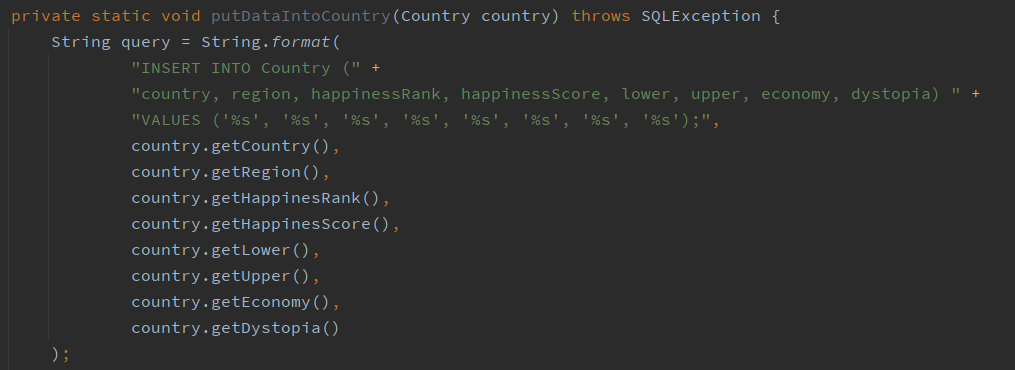 private static void putDataIntoCountry(Country country) throws SQLException {
    String query = String.format(
            "INSERT INTO Country (" +
            "country, region, happinessRank, happinessScore, lower, upper, economy, dystopia) " +
            "VALUES ('%s', '%s', '%s', '%s', '%s', '%s', '%s', '%s');",
            country.getCountry(),
            country.getRegion(),
            country.getHappinesRank(),
            country.getHappinesScore(),
            country.getLower(),
            country.getUpper(),
            country.getEconomy(),
            country.getDystopia()
    );